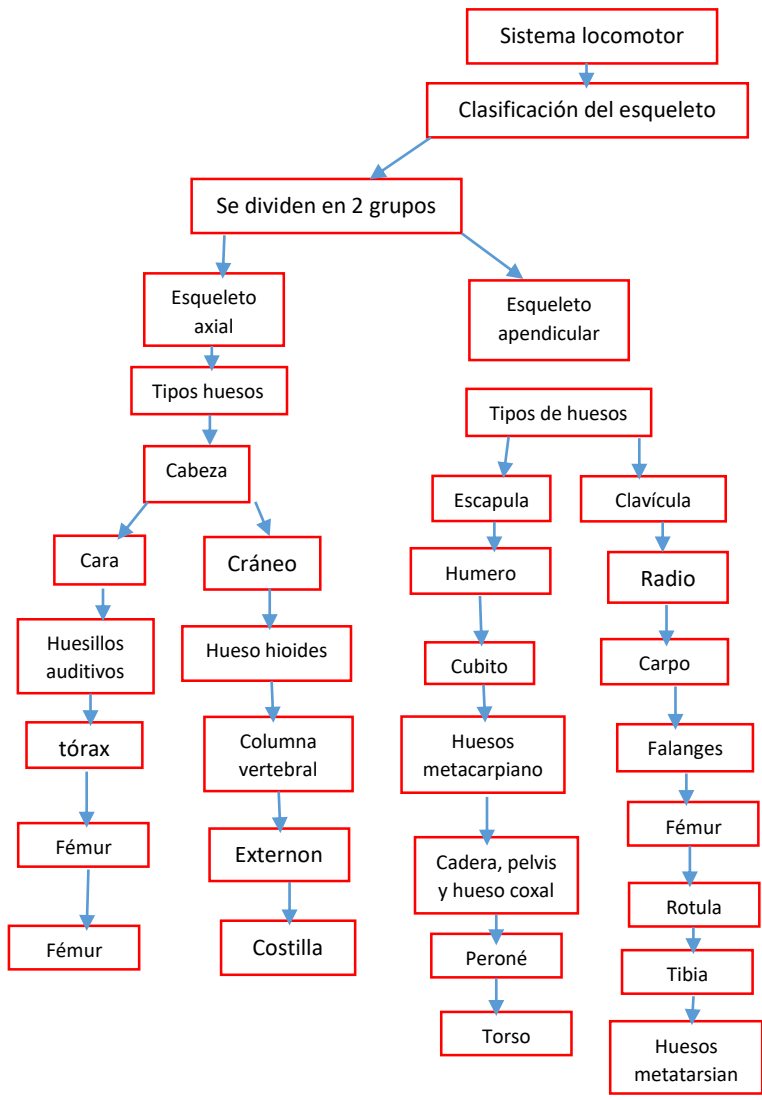 Sistema locomotor
Clasificación del esqueleto
Se dividen en 2 grupos
Esqueleto
axial
Esqueleto
apendicular
Tipos huesos
Tipos de huesos
Cabeza
Escapula
Clavícula
Cara
Cráneo
Humero
Radio
Huesillos
auditivos
Hueso hioides
Cubito
Carpo
tórax
Columna
vertebral
Huesos
metacarpiano
Falanges
Fémur
Externon
Cadera, pelvis
y hueso coxal
Fémur
Rotula
Fémur
Costilla
Peroné
Tibia
Torso
Huesos
metatarsian